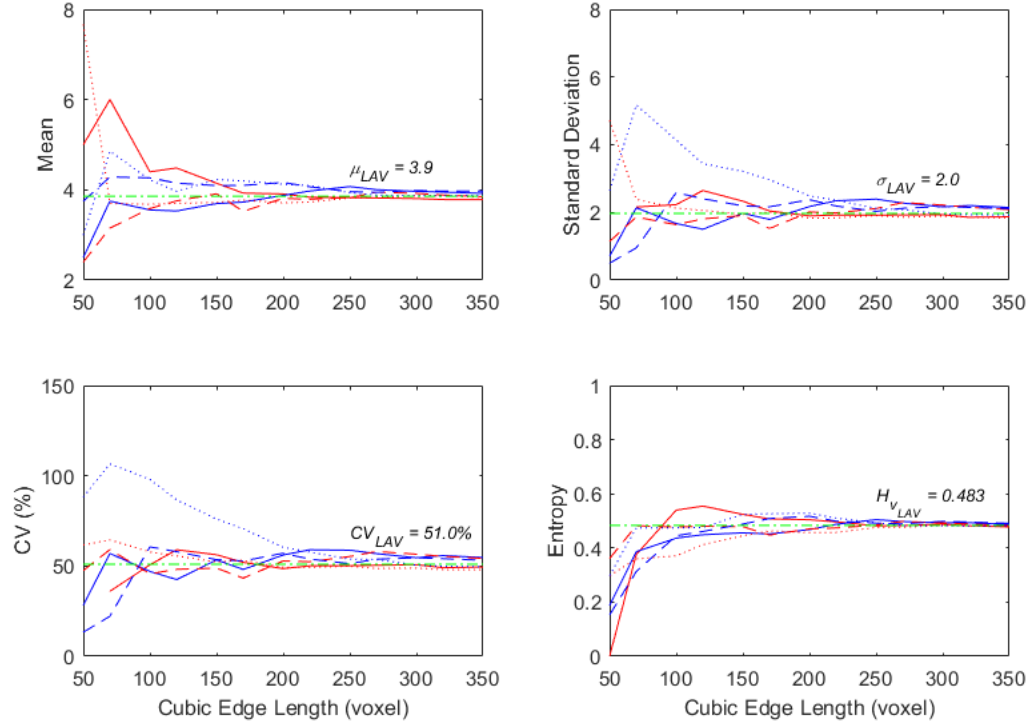 8
6
4
2
Mean
μLAV = 3.9
50 100 150 200 250 300 350
8
6
4
2
0
Standard Deviation
σLAV = 2.0
50 100 150 200 250 300 350
150
100
50
0
CV (%)
CVLAV = 51.0%
50 100 150 200 250 300 350
Cubic Edge Length (voxel)
1
0.8
0.6
0.4
0.2
0
Entropy
HvLAV = 0.483
50 100 150 200 250 300 350
Cubic Edge Length (voxel)